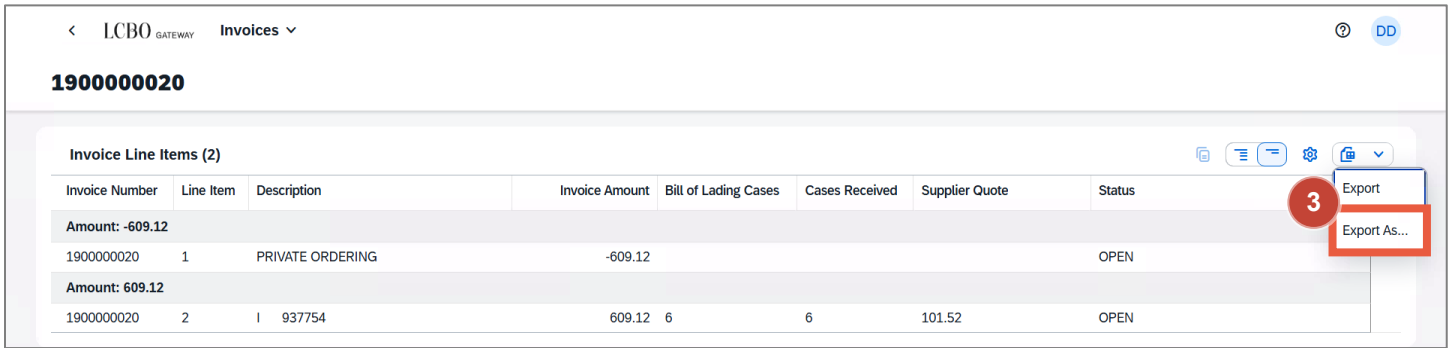 LCBO GATEWAY Invoices DD
1900000020
Invoice Line Items (2)
Invoice Number Line Item Description Invoice Amount Bill of Lading Cases Cases Received Supplier Quote Status
Export
3
Amount: -609.12
Export As...
1900000020 1 PRIVATE ORDERING -609.12 OPEN
Amount: 609.12
1900000020 2 I 937754 609.12 6 6 101.52 OPEN